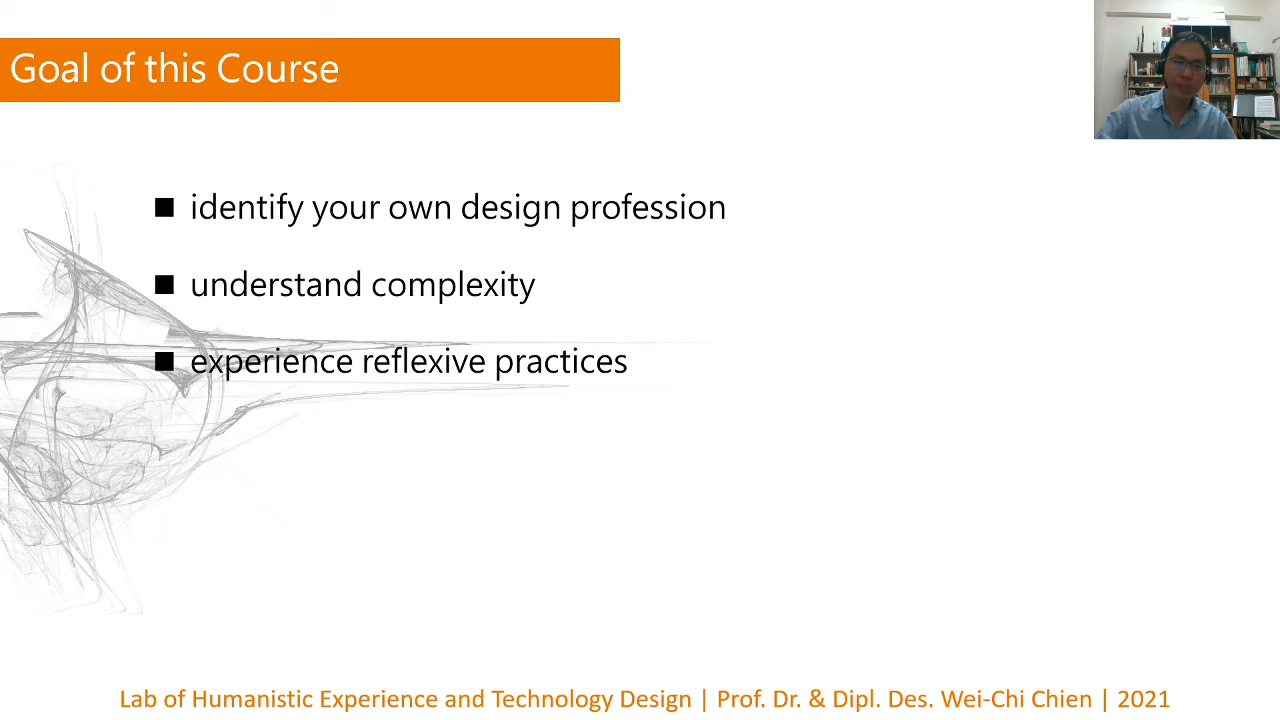 Goal of this Course
identify your own design profession
understand complexity
experience reflexive practices
Lab of Humanistic Experience and Technology Design | Prof. Dr. & Dipl. Des. Wei-Chi Chien | 2021